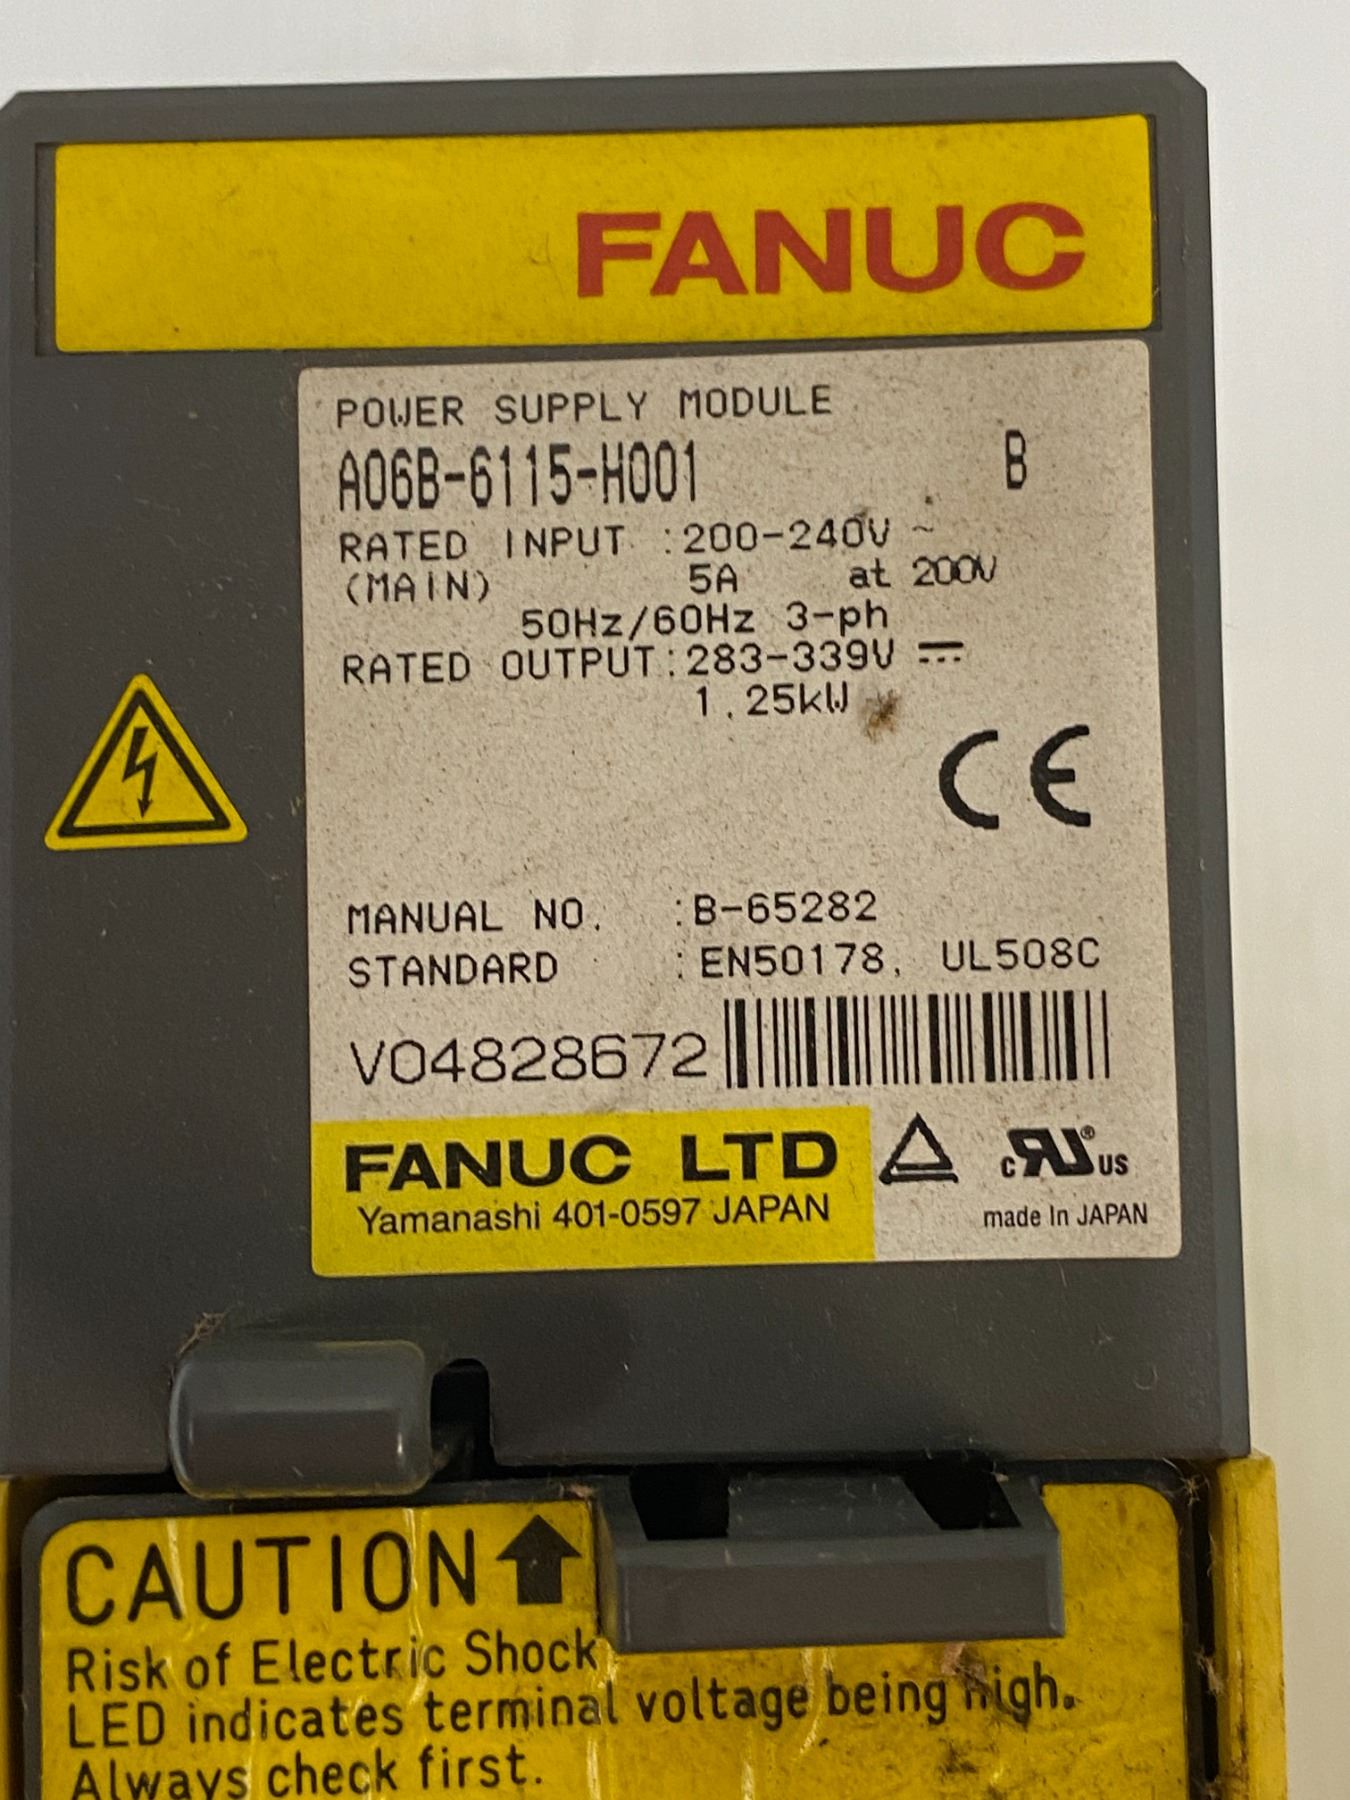 FANUC
POWER SUPPLY MODULE
A06B-6115-H001 B
RATED INPUT :200-240V ~
(MAIN) 5A at 200V
50Hz/60Hz 3-ph
RATED OUTPUT:283-339V ⎓
1.25kW
CE
MANUAL NO. :B-65282
STANDARD :EN50178, UL508C
V04828672
FANUC LTD
Yamanashi 401-0597 JAPAN
c RU ® US
made In JAPAN
CAUTION
Risk of Electric Shock
LED indicates terminal voltage being high.
Always check first.